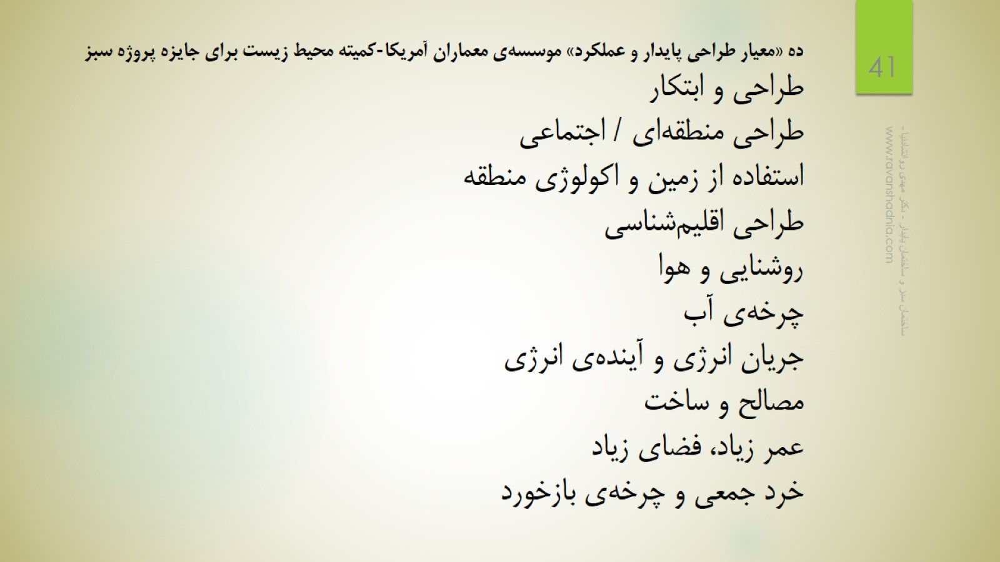 ده «معیار طراحی پایدار و عملکرد» موسسه‌ی معماران آمریکا-کمیته محیط زیست برای جایزه پروژه سبز
طراحی و ابتکار
طراحی منطقه‌ای / اجتماعی
استفاده از زمین و اکولوژی منطقه
طراحی اقلیم‌شناسی
روشنایی و هوا
چرخه‌ی آب
جریان انرژی و آینده‌ی انرژی
مصالح و ساخت
عمر زیاد، فضای زیاد
خرد جمعی و چرخه‌ی بازخورد
41
ساختمان سبز و ساختمان پایدار - دکتر مهدی روانشادنیا -
www.ravanshadnia.com